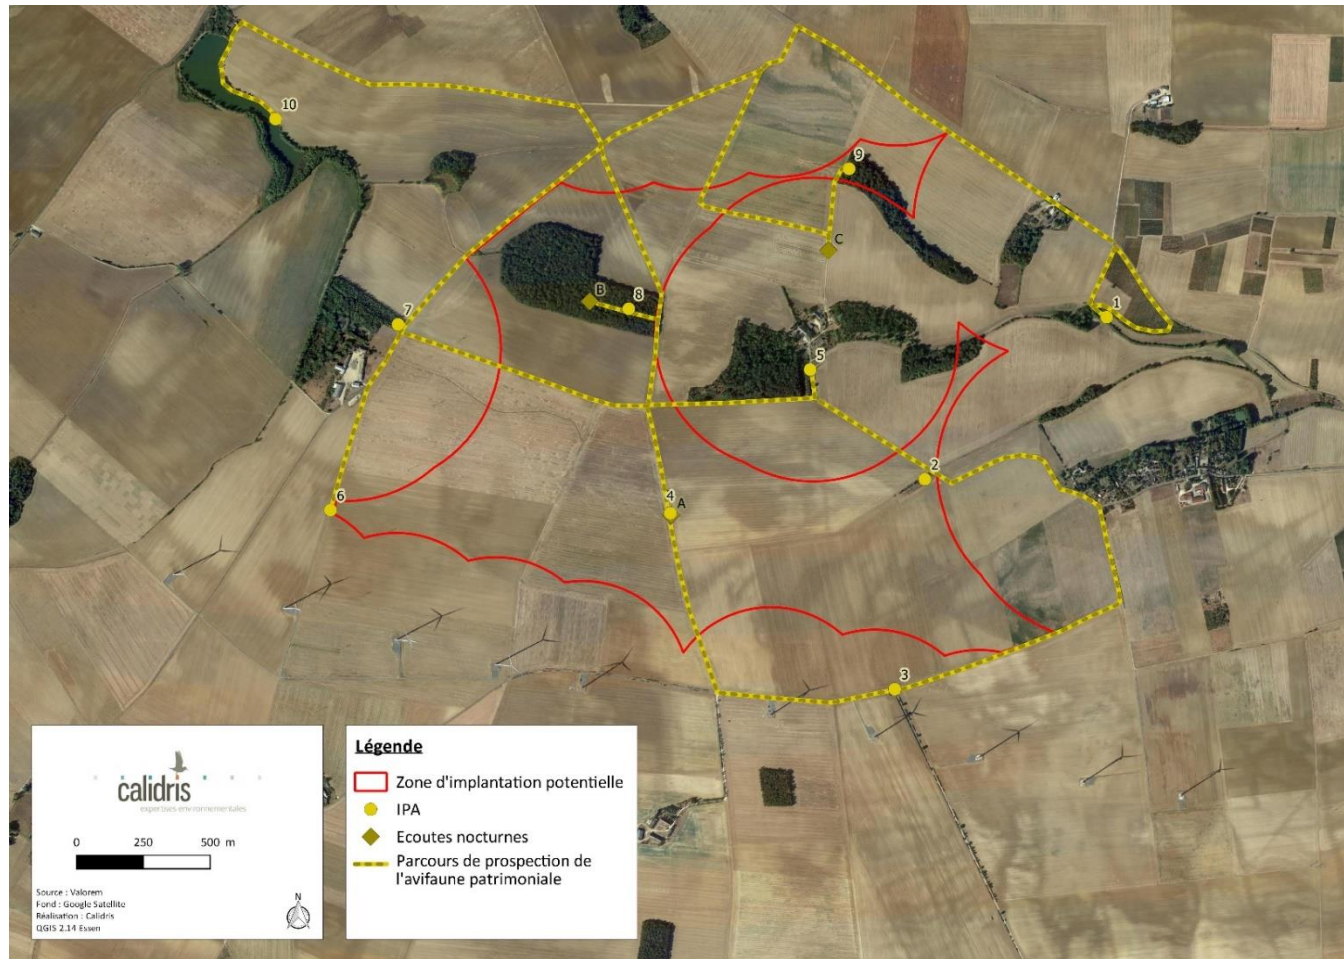 10
9
C
B
8
1
7
5
2
6
4
A
3
calidris
expertises environnementales
0 250 500 m
Source : Valorem
Fond : Google Satellite
Réalisation : Calidris
QGIS 2.14 Essen
N
Légende
Zone d'implantation potentielle
IPA
Ecoutes nocturnes
Parcours de prospection de
l'avifaune patrimoniale